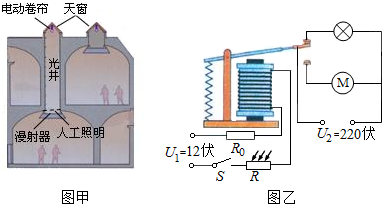 电动卷帘 天窗
光井
漫射器 人工照明
图甲
M
U₁=12伏
R₀
U₂=220伏
S R
图乙